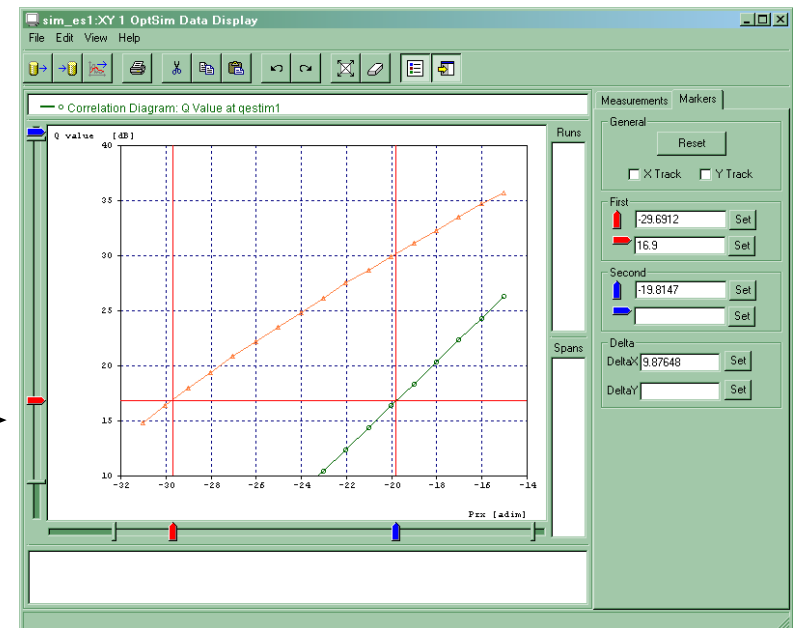 sim_es1:XY 1 OptSim Data Display
File Edit View Help
Correlation Diagram: Q Value at qestim1
Runs
Spans
Q value [dB]
40
35
30
25
20
15
10
-32 -30 -28 -26 -24 -22 -20 -18 -16 -14
Prx [adim]
Measurements Markers
General
Reset
X Track Y Track
First
-29.6912 Set
16.9 Set
Second
-19.8147 Set
Set
Delta
DeltaX 9.87648 Set
DeltaY Set